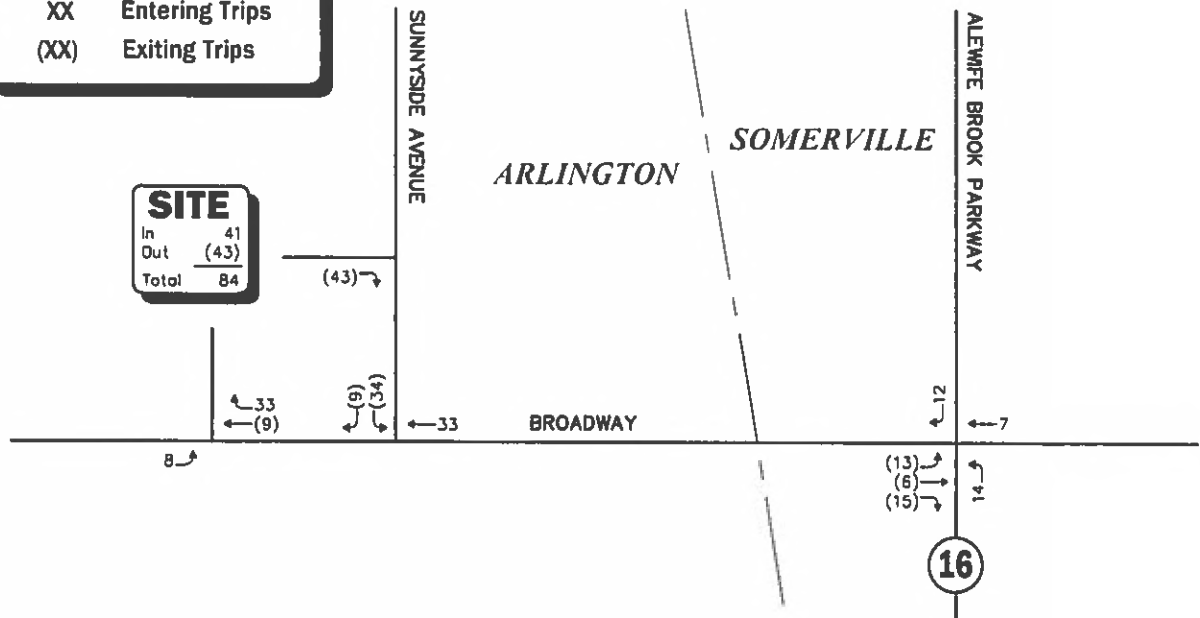 XX Entering Trips
(XX) Exiting Trips
SUNNYSIDE AVENUE
ALEWIFE BROOK PARKWAY
SOMERVILLE
ARLINGTON
SITE
In 41
Out (43)
Total 84
(43)
33
(9)
(9)
(34)
33
BROADWAY
12
7
8
(13)
(6)
(15)
14
16